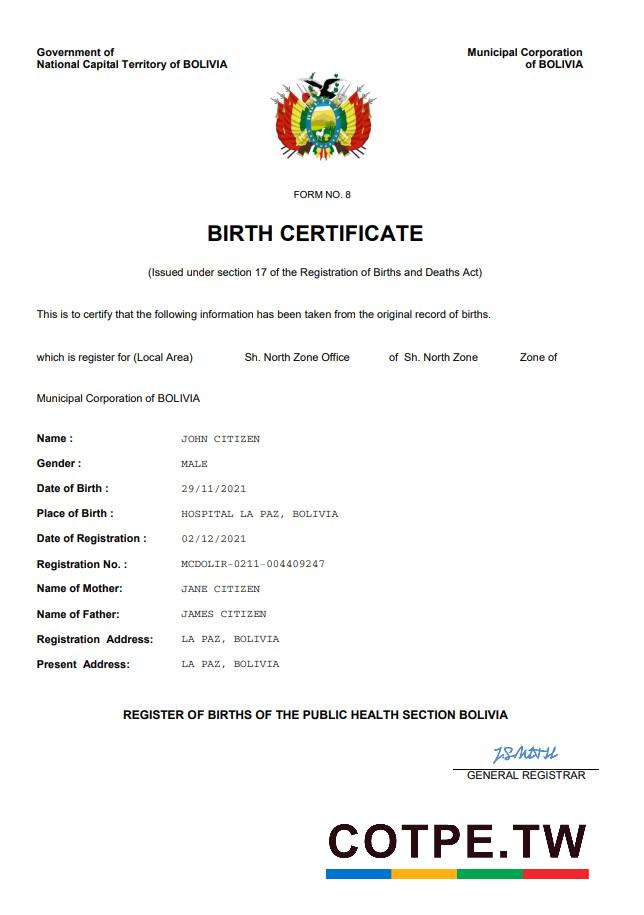 Government of
National Capital Territory of BOLIVIA
Municipal Corporation
of BOLIVIA
FORM NO. 8
BIRTH CERTIFICATE
(Issued under section 17 of the Registration of Births and Deaths Act)
This is to certify that the following information has been taken from the original record of births.
which is register for (Local Area) Sh. North Zone Office of Sh. North Zone Zone of
Municipal Corporation of BOLIVIA
Name : JOHN CITIZEN
Gender : MALE
Date of Birth : 29/11/2021
Place of Birth : HOSPITAL LA PAZ, BOLIVIA
Date of Registration : 02/12/2021
Registration No. : MCDOLIR-0211-004409247
Name of Mother: JANE CITIZEN
Name of Father: JAMES CITIZEN
Registration Address: LA PAZ, BOLIVIA
Present Address: LA PAZ, BOLIVIA
REGISTER OF BIRTHS OF THE PUBLIC HEALTH SECTION BOLIVIA
GENERAL REGISTRAR
COTPE.TW